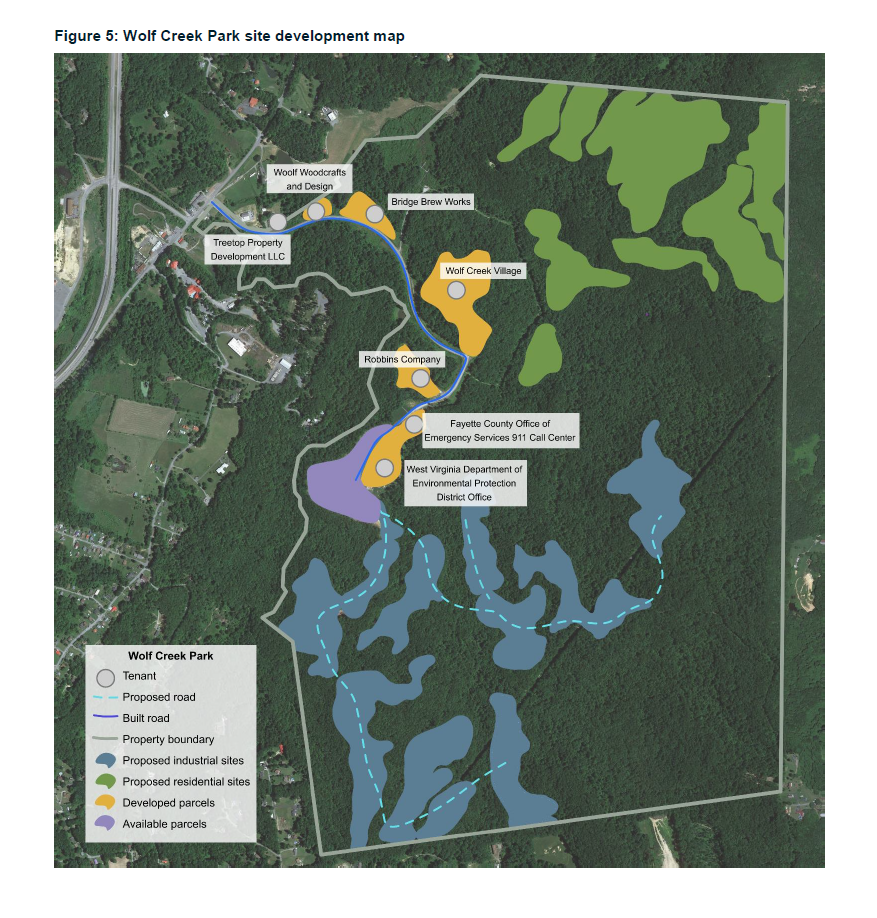 Figure 5: Wolf Creek Park site development map
Woolf Woodcrafts
and Design
Bridge Brew Works
Treetop Property
Development LLC
Wolf Creek Village
Robbins Company
Fayette County Office of
Emergency Services 911 Call Center
West Virginia Department of
Environmental Protection
District Office
Wolf Creek Park
Tenant
Proposed road
Built road
Property boundary
Proposed industrial sites
Proposed residential sites
Developed parcels
Available parcels